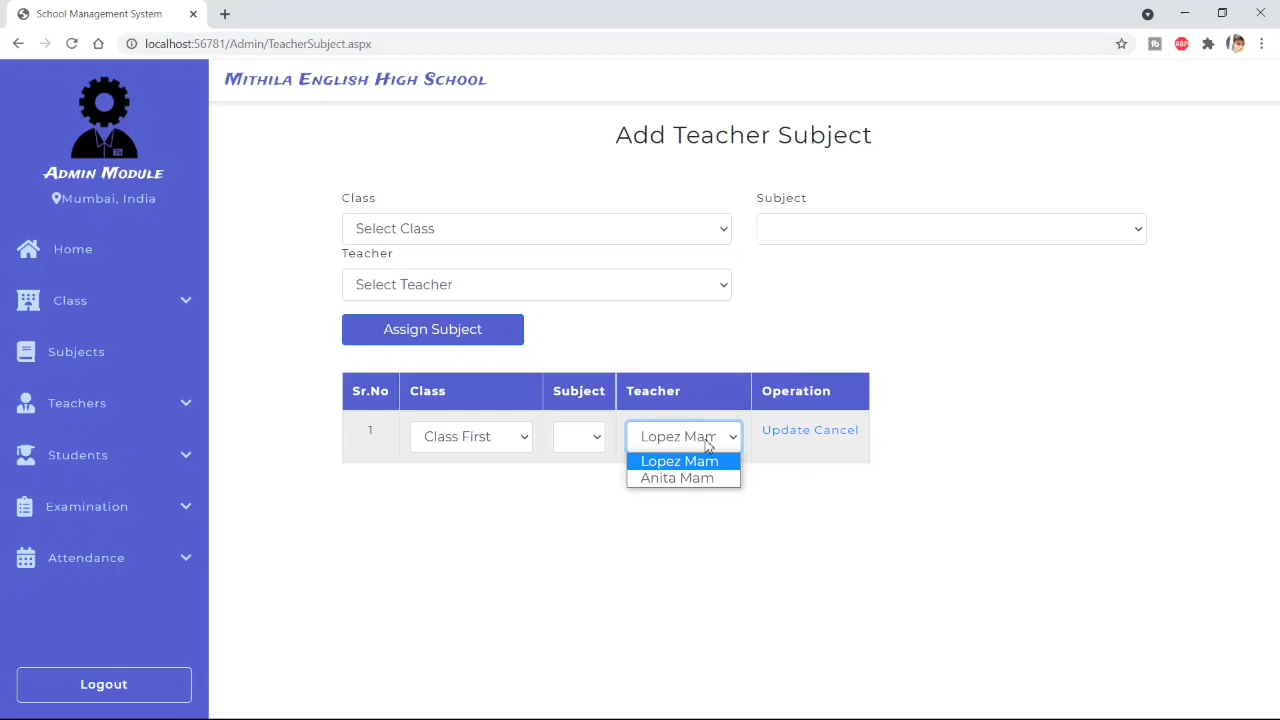 School Management System
localhost:56781/Admin/TeacherSubject.aspx
fb
ABP
Admin Module
Mumbai, India
Home
Class
Subjects
Teachers
Students
Examination
Attendance
Logout
Mithila English High School
Add Teacher Subject
Class
Subject
Select Class
Teacher
Select Teacher
Assign Subject
Sr.No Class Subject Teacher Operation
1 Class First Lopez Mam Update Cancel
Lopez Mam
Anita Mam